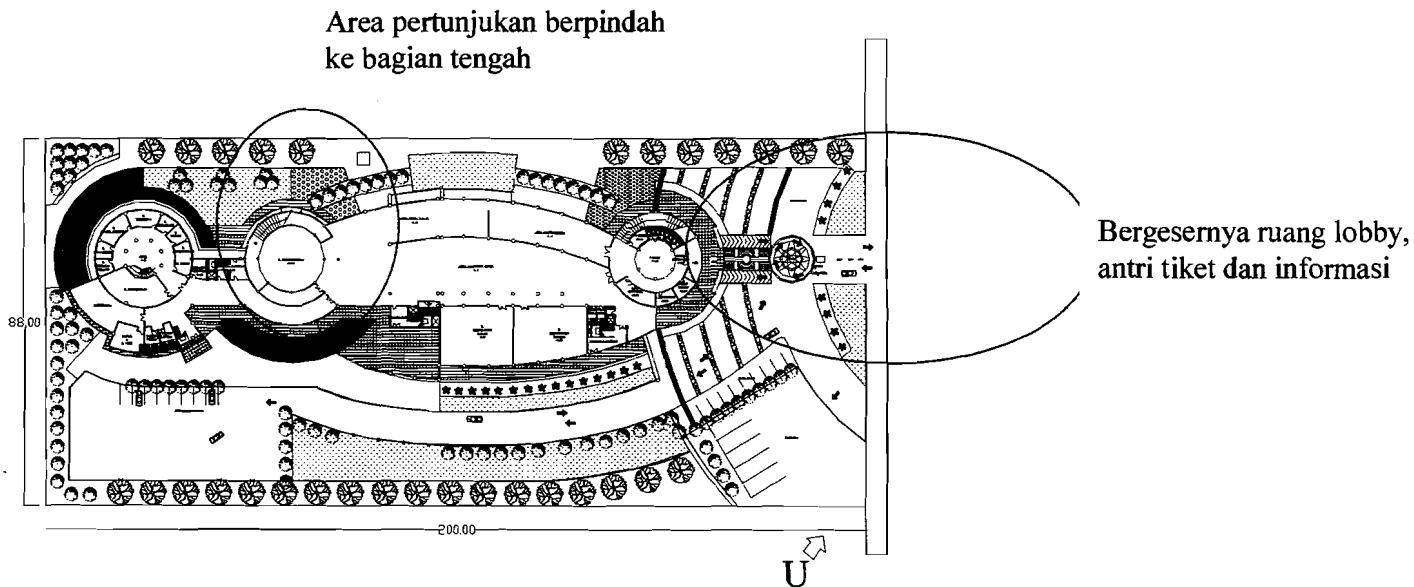 Area pertunjukan berpindah
ke bagian tengah
Bergesernya ruang lobby,
antri tiket dan informasi
88.00
200.00
U